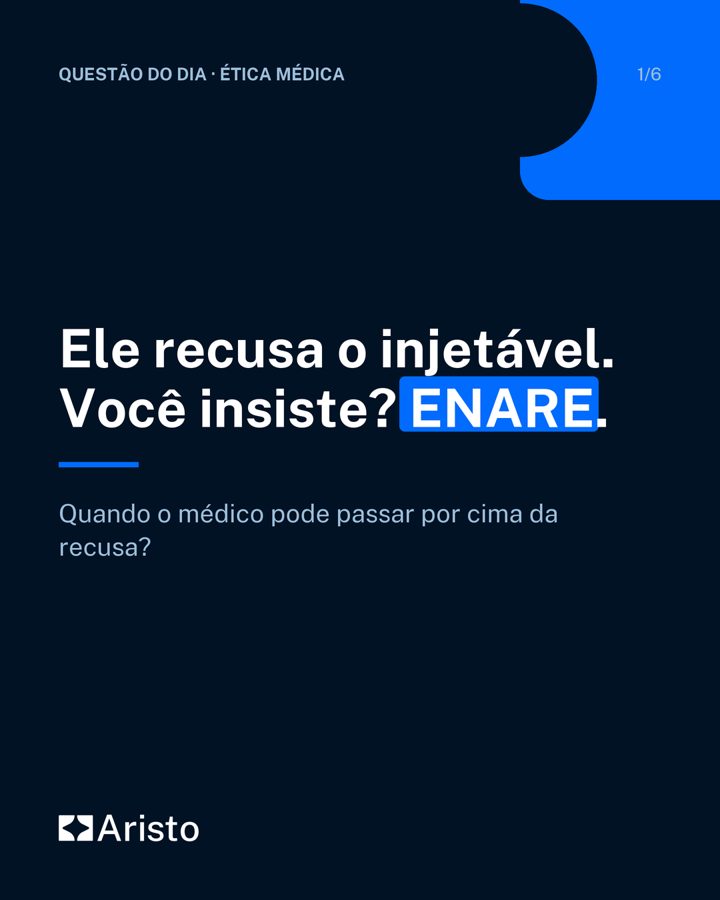 QUESTÃO DO DIA · ÉTICA MÉDICA
1/6
Ele recusa o injetável.
Você insiste? ENARE.
Quando o médico pode passar por cima da
recusa?
Aristo